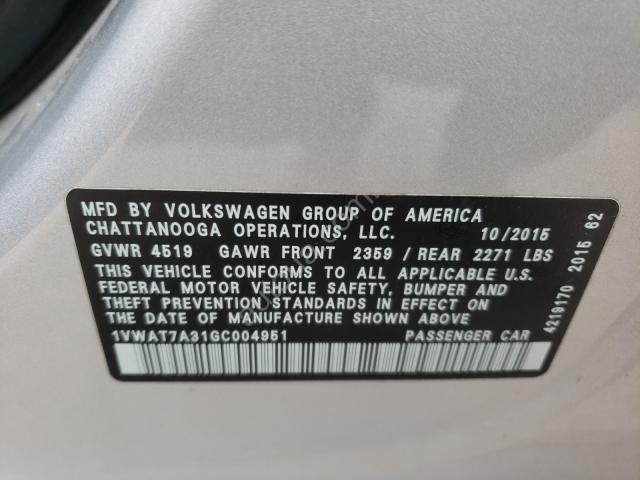 MFD BY VOLKSWAGEN GROUP OF AMERICA
CHATTANOOGA OPERATIONS, LLC. 10/2015
GVWR 4519 GAWR FRONT 2359 / REAR 2271 LBS
THIS VEHICLE CONFORMS TO ALL APPLICABLE U.S.
FEDERAL MOTOR VEHICLE SAFETY, BUMPER AND
THEFT PREVENTION STANDARDS IN EFFECT ON
THE DATE OF MANUFACTURE SHOWN ABOVE
1VWAT7A31GC004951 PASSENGER CAR
4219170 2015 62